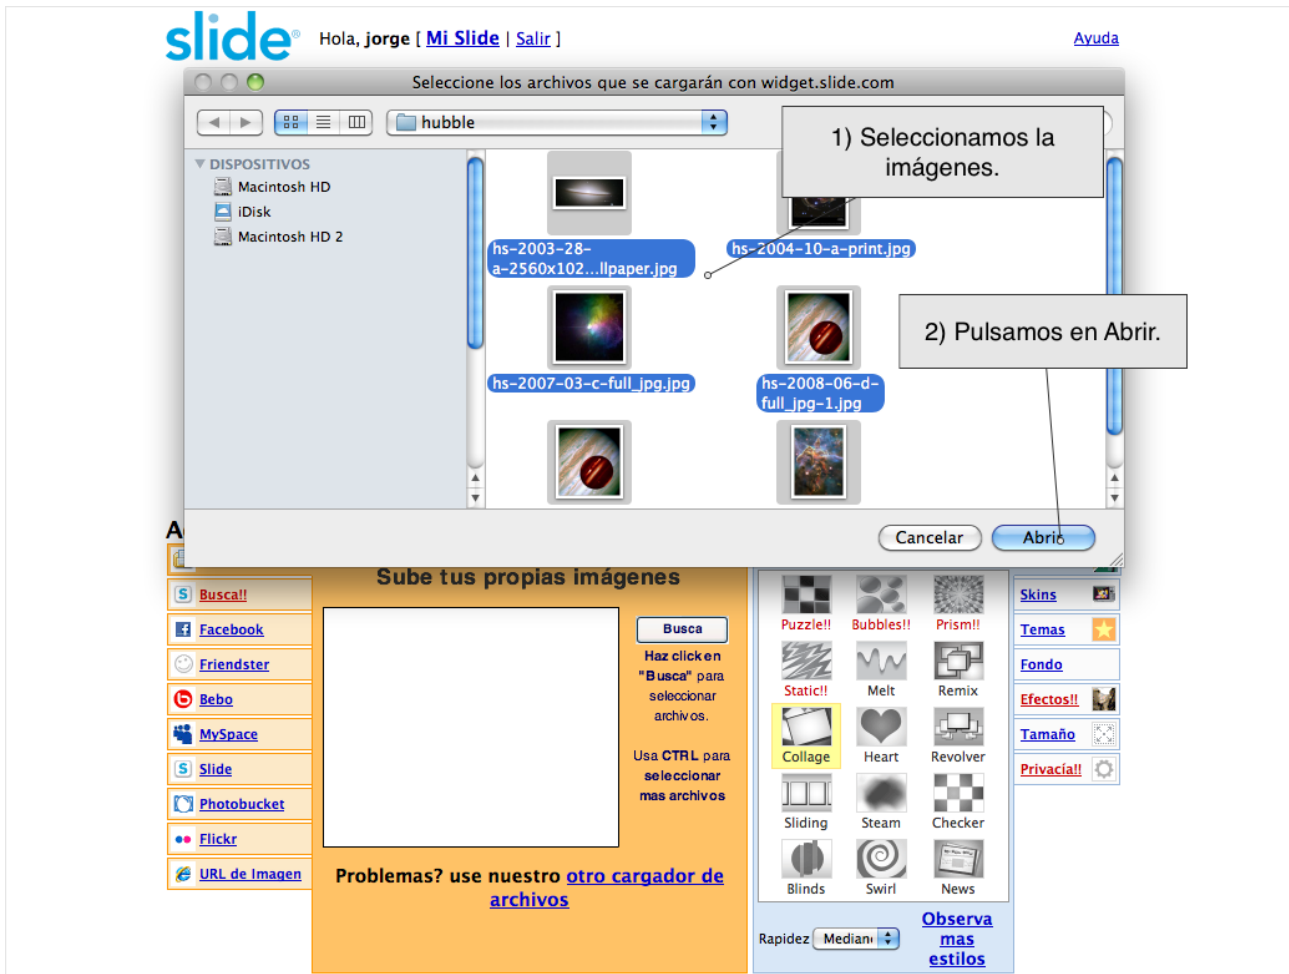 slide®
Hola, jorge [ Mi Slide | Salir ]
Ayuda
Seleccione los archivos que se cargarán con widget.slide.com
hubble
1) Seleccionamos la
imágenes.
DISPOSITIVOS
Macintosh HD
iDisk
Macintosh HD 2
hs-2003-28-
a-2560x102...llpaper.jpg
hs-2004-10-a-print.jpg
2) Pulsamos en Abrir.
hs-2007-03-c-full_jpg.jpg
hs-2008-06-d-
full_jpg-1.jpg
Cancelar
Abrir
Sube tus propias imágenes
Busca!!
Facebook
Friendster
Bebo
MySpace
Slide
Photobucket
Flickr
URL de Imagen
Busca
Haz click en
"Busca" para
seleccionar
archivos.
Usa CTRL para
seleccionar
mas archivos
Problemas? use nuestro otro cargador de
archivos
Puzzle!! Bubbles!! Prism!!
Static!! Melt Remix
Collage Heart Revolver
Sliding Steam Checker
Blinds Swirl News
Rapidez
Observa
mas
estilos
Skins
Temas
Fondo
Efectos!!
Tamaño
Privacía!!